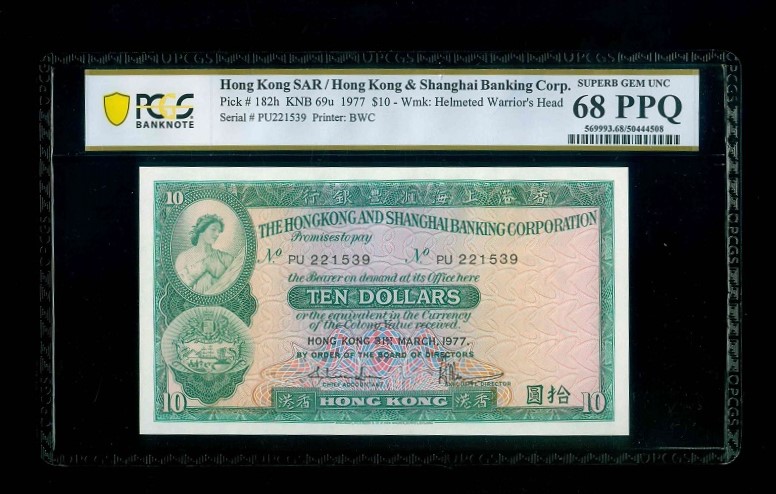 Hong Kong SAR / Hong Kong & Shanghai Banking Corp.
SUPERB GEM UNC
Pick # 182h KNB 69u 1977 $10 - Wmk: Helmeted Warrior's Head
68 PPQ
Serial # PU221539 Printer: BWC
569993.68/50444508
PCGS
BANKNOTE
10
行銀豐滙海上港香
THE HONGKONG AND SHANGHAI BANKING CORPORATION
Promises to pay
No PU 221539 No PU 221539
the Bearer on demand at its Office here
TEN DOLLARS
or the equivalent in the Currency
of the Colony value received.
HONG KONG 31ST MARCH, 1977.
BY ORDER OF THE BOARD OF DIRECTORS
CHIEF ACCOUNTANT DIRECTOR
圓拾
10 港香 HONG KONG 港香 10